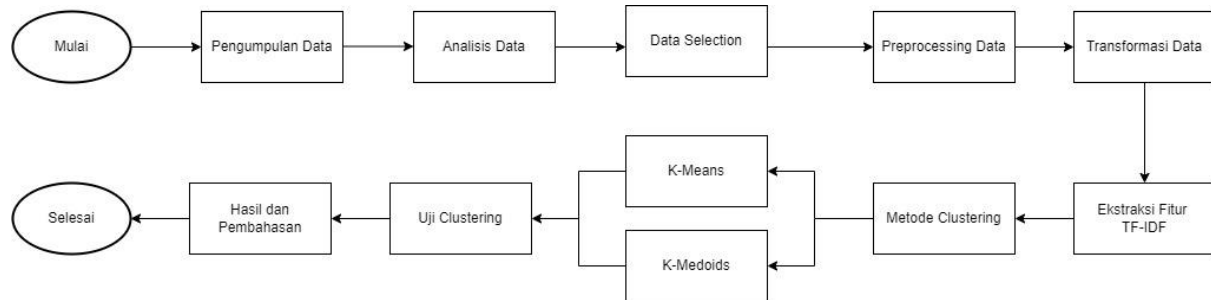 Mulai
Pengumpulan Data
Analisis Data
Data Selection
Preprocessing Data
Transformasi Data
Ekstraksi Fitur
TF-IDF
Metode Clustering
K-Means
K-Medoids
Uji Clustering
Hasil dan
Pembahasan
Selesai